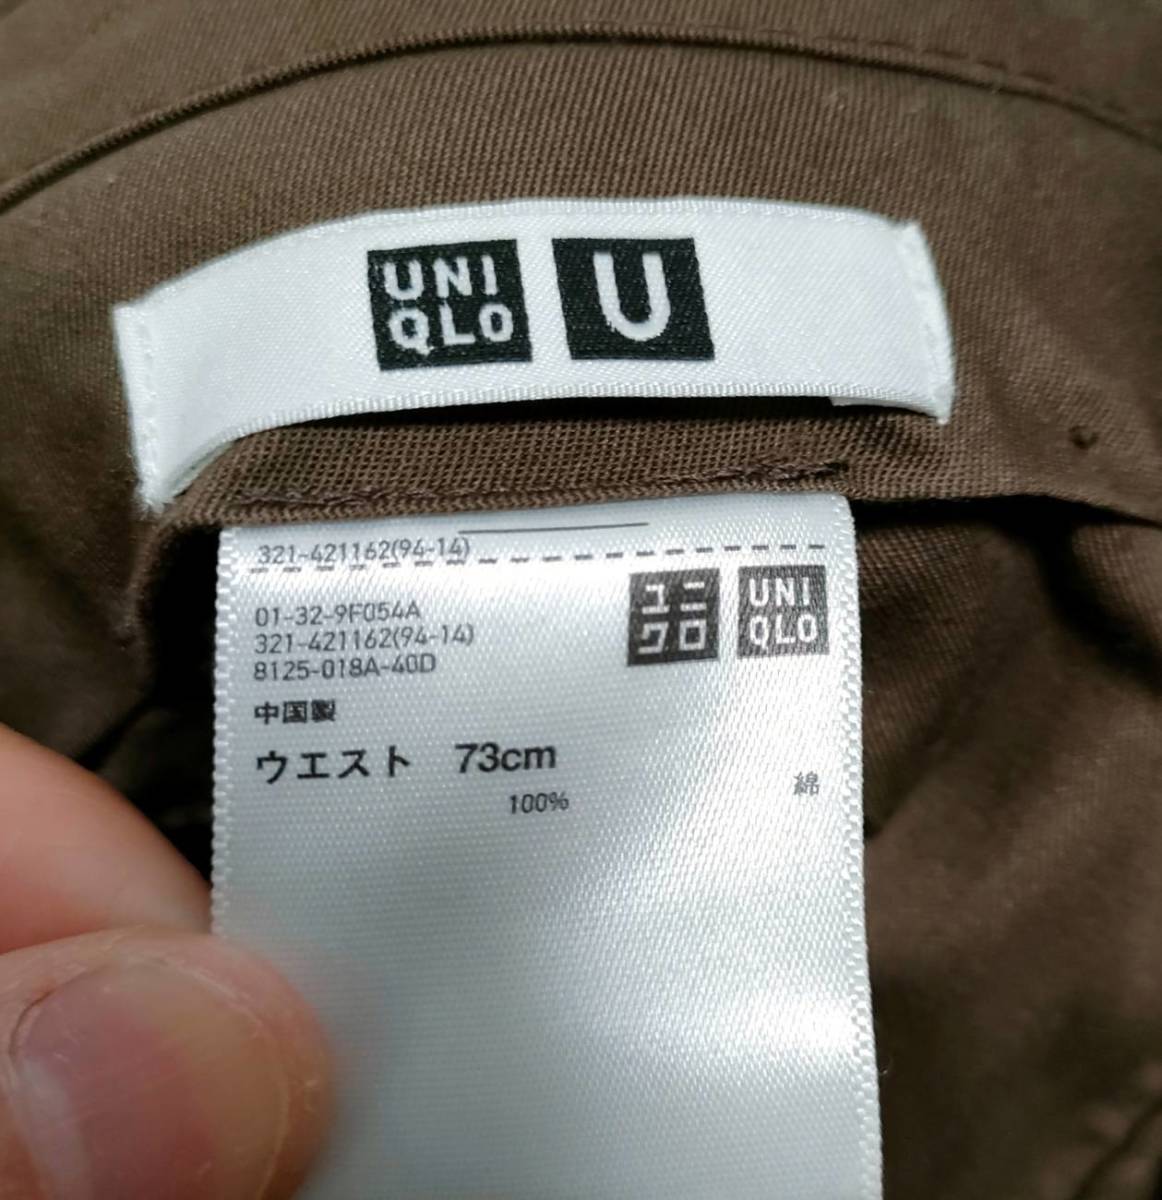 UNI
QLO
U
321-421162(94-14)
ユニ
クロ
UNI
QLO
01-32-9F054A
321-421162(94-14)
8125-018A-40D
中国製
ウエスト 73cm
綿
100%